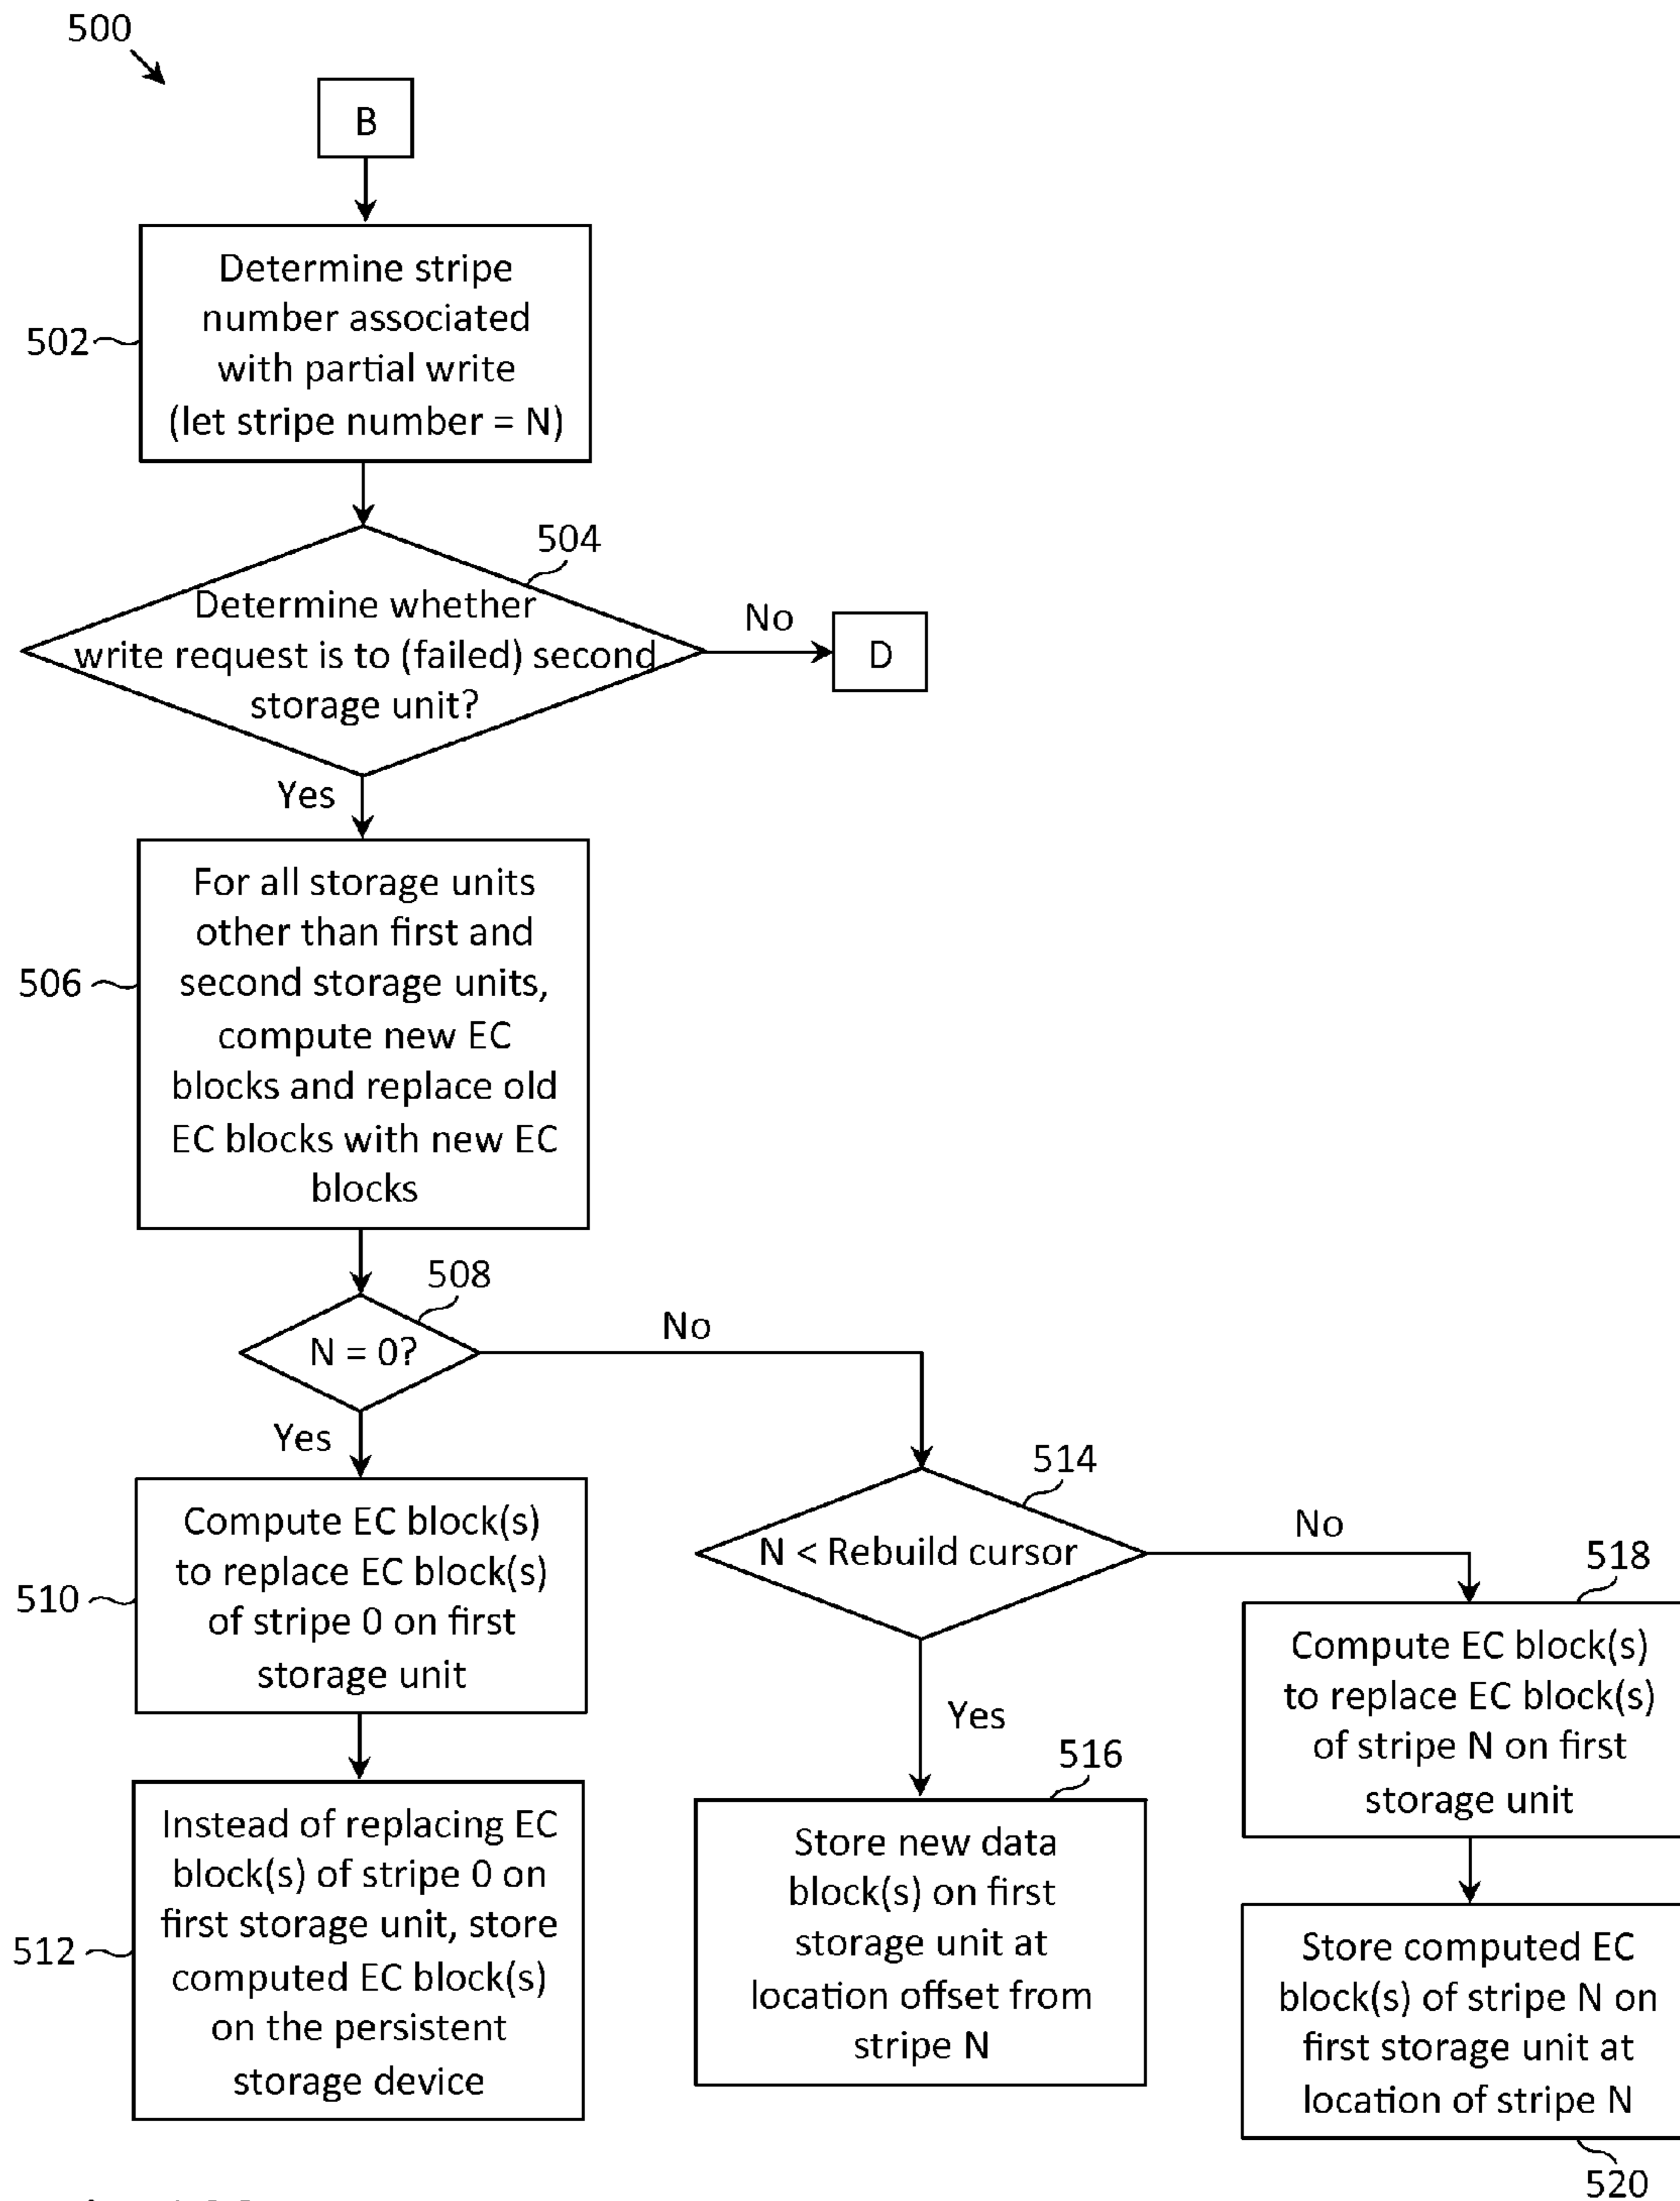 500
B
502
Determine stripe
number associated
with partial write
(let stripe number = N)
504
Determine whether
write request is to (failed) second
storage unit?
No
D
Yes
506
For all storage units
other than first and
second storage units,
compute new EC
blocks and replace old
EC blocks with new EC
blocks
508
N = 0?
No
Yes
510
Compute EC block(s)
to replace EC block(s)
of stripe 0 on first
storage unit
512
Instead of replacing EC
block(s) of stripe 0 on
first storage unit, store
computed EC block(s)
on the persistent
storage device
514
N < Rebuild cursor
No
Yes
516
Store new data
block(s) on first
storage unit at
location offset from
stripe N
518
Compute EC block(s)
to replace EC block(s)
of stripe N on first
storage unit
Store computed EC
block(s) of stripe N on
first storage unit at
location of stripe N
520